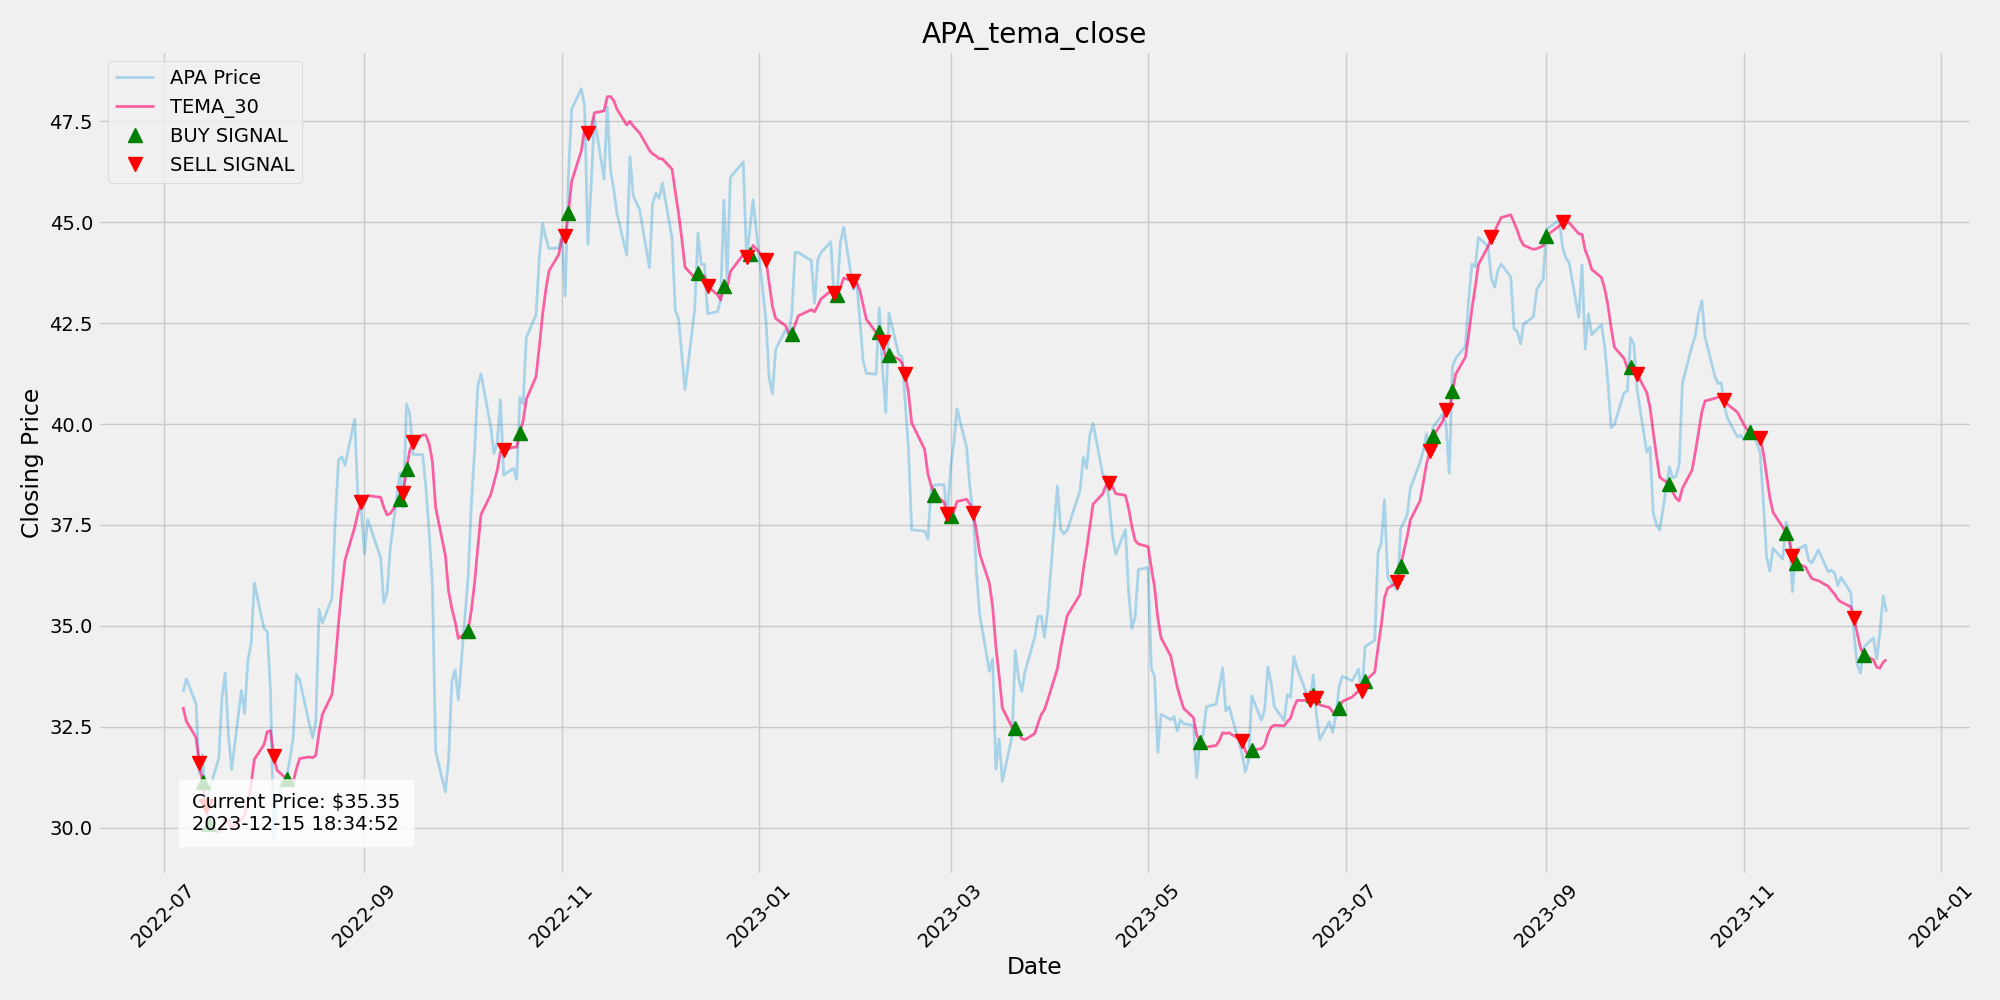 APA_tema_close
APA Price
TEMA_30
BUY SIGNAL
SELL SIGNAL
47.5
45.0
42.5
40.0
37.5
35.0
32.5
30.0
Closing Price
Current Price: $35.35
2023-12-15 18:34:52
2022-07
2022-09
2022-11
2023-01
2023-03
2023-05
2023-07
2023-09
2023-11
2024-01
Date